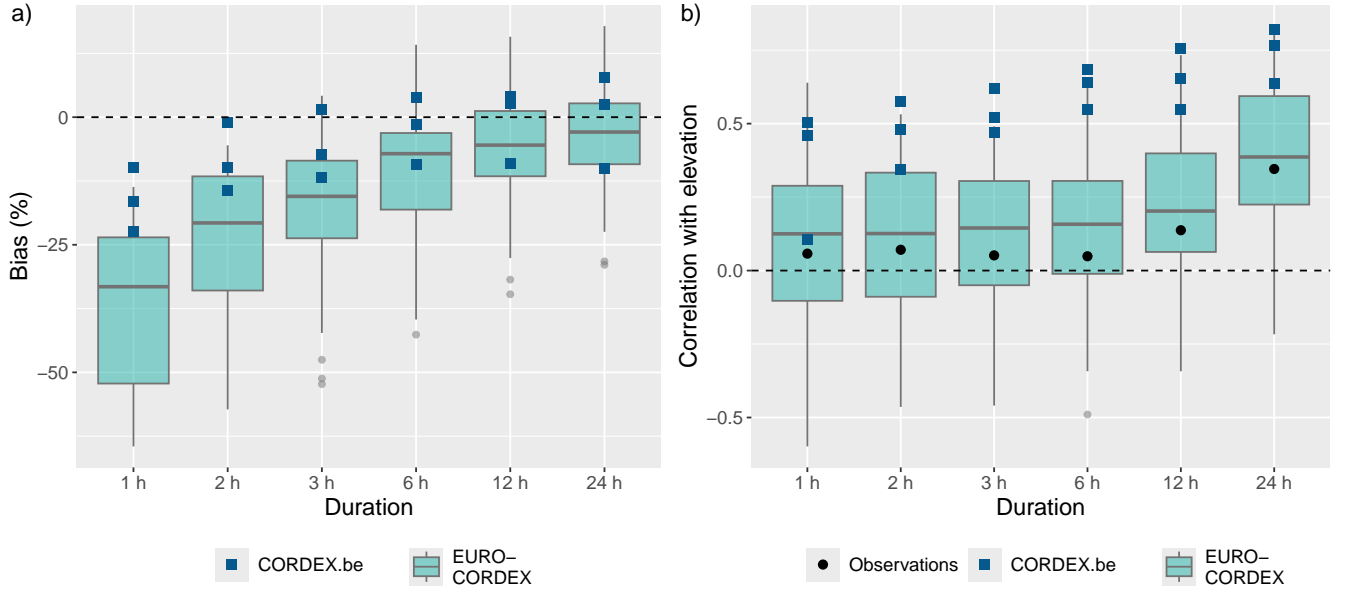 a)
0
−25
−50
Bias (%)
1 h 2 h 3 h 6 h 12 h 24 h
Duration
CORDEX.be
EURO−
CORDEX
b)
0.5
0.0
−0.5
Correlation with elevation
1 h 2 h 3 h 6 h 12 h 24 h
Duration
Observations
CORDEX.be
EURO−
CORDEX